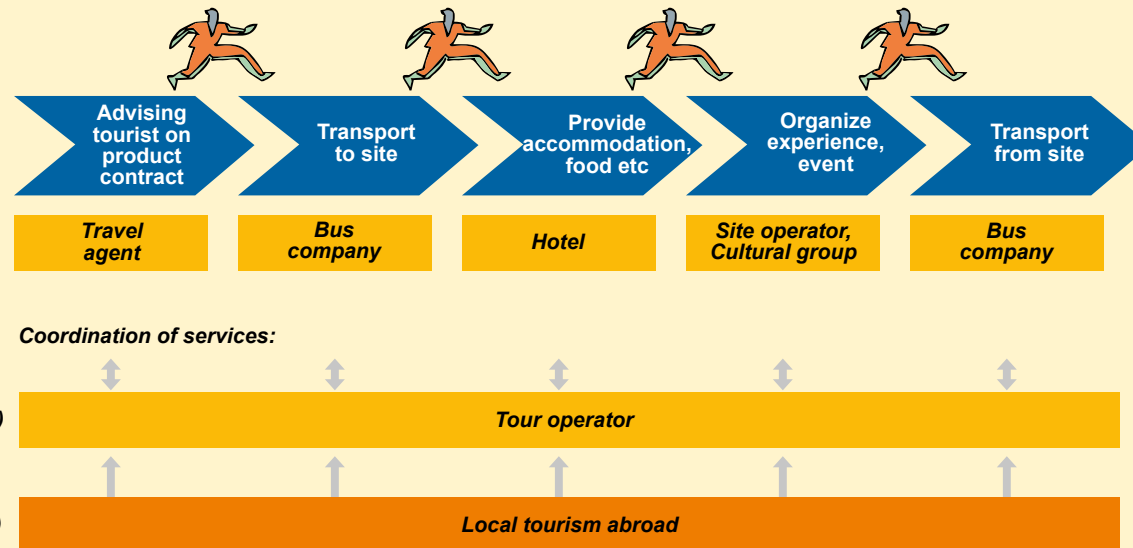 Advising
tourist on
product
contract
Transport
to site
Provide
accommodation,
food etc
Organize
experience,
event
Transport
from site
Travel
agent
Bus
company
Hotel
Site operator,
Cultural group
Bus
company
Coordination of services:
)
Tour operator
)
Local tourism abroad